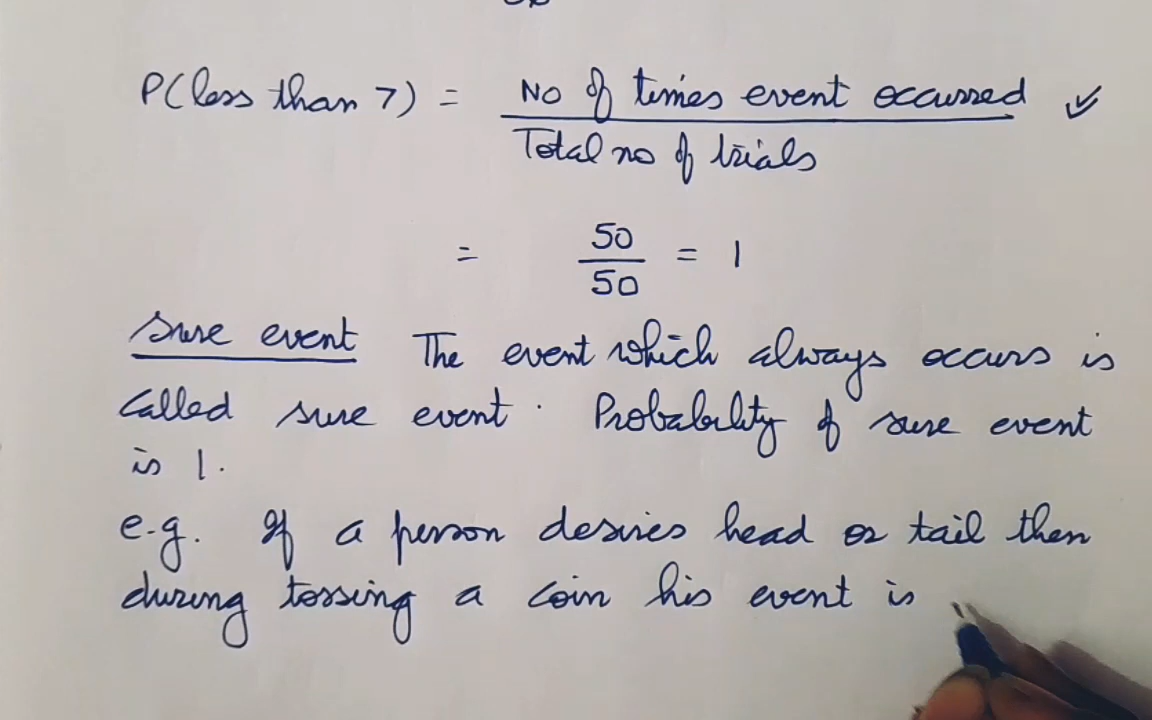 P(less than 7) = No of times event occurred ✓
Total no of trials
= 50/50 = 1
sure event The event which always occurs is
called sure event. Probability of sure event
is 1.
e.g. If a person desires head or tail then
during tossing a coin his event is